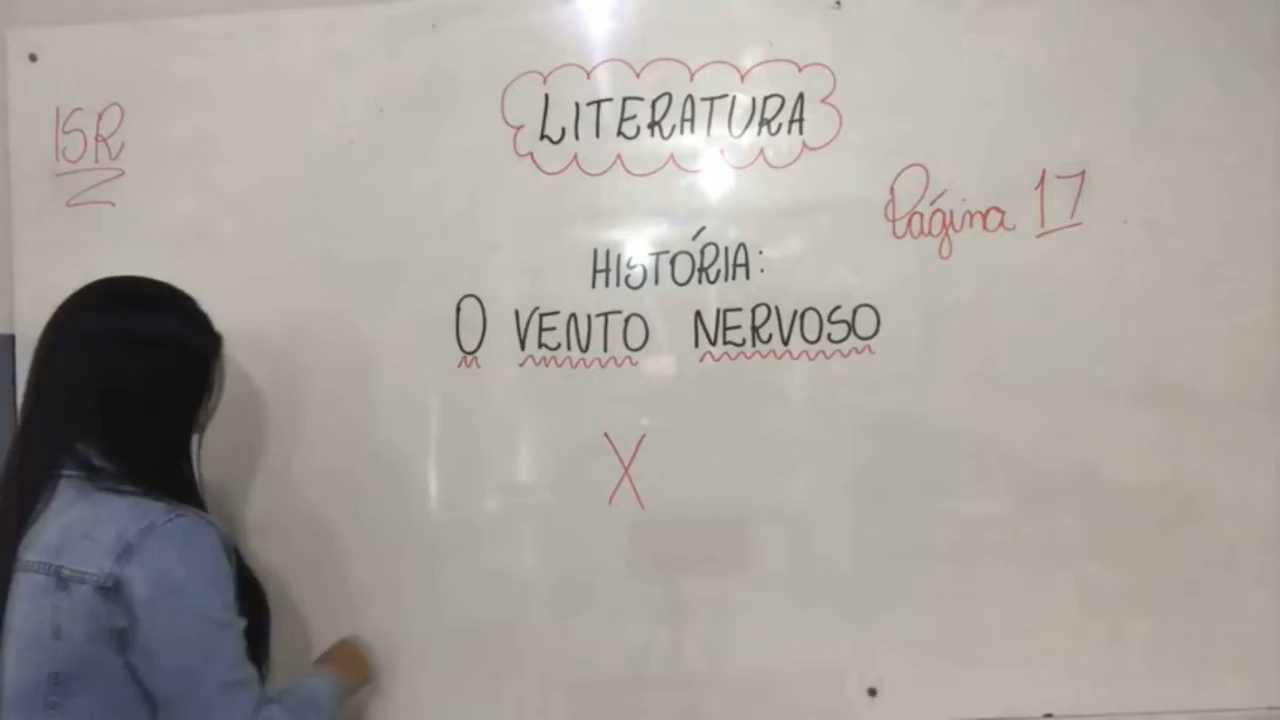 ISR
LITERATURA
Página 17
HISTÓRIA:
O VENTO NERVOSO
X